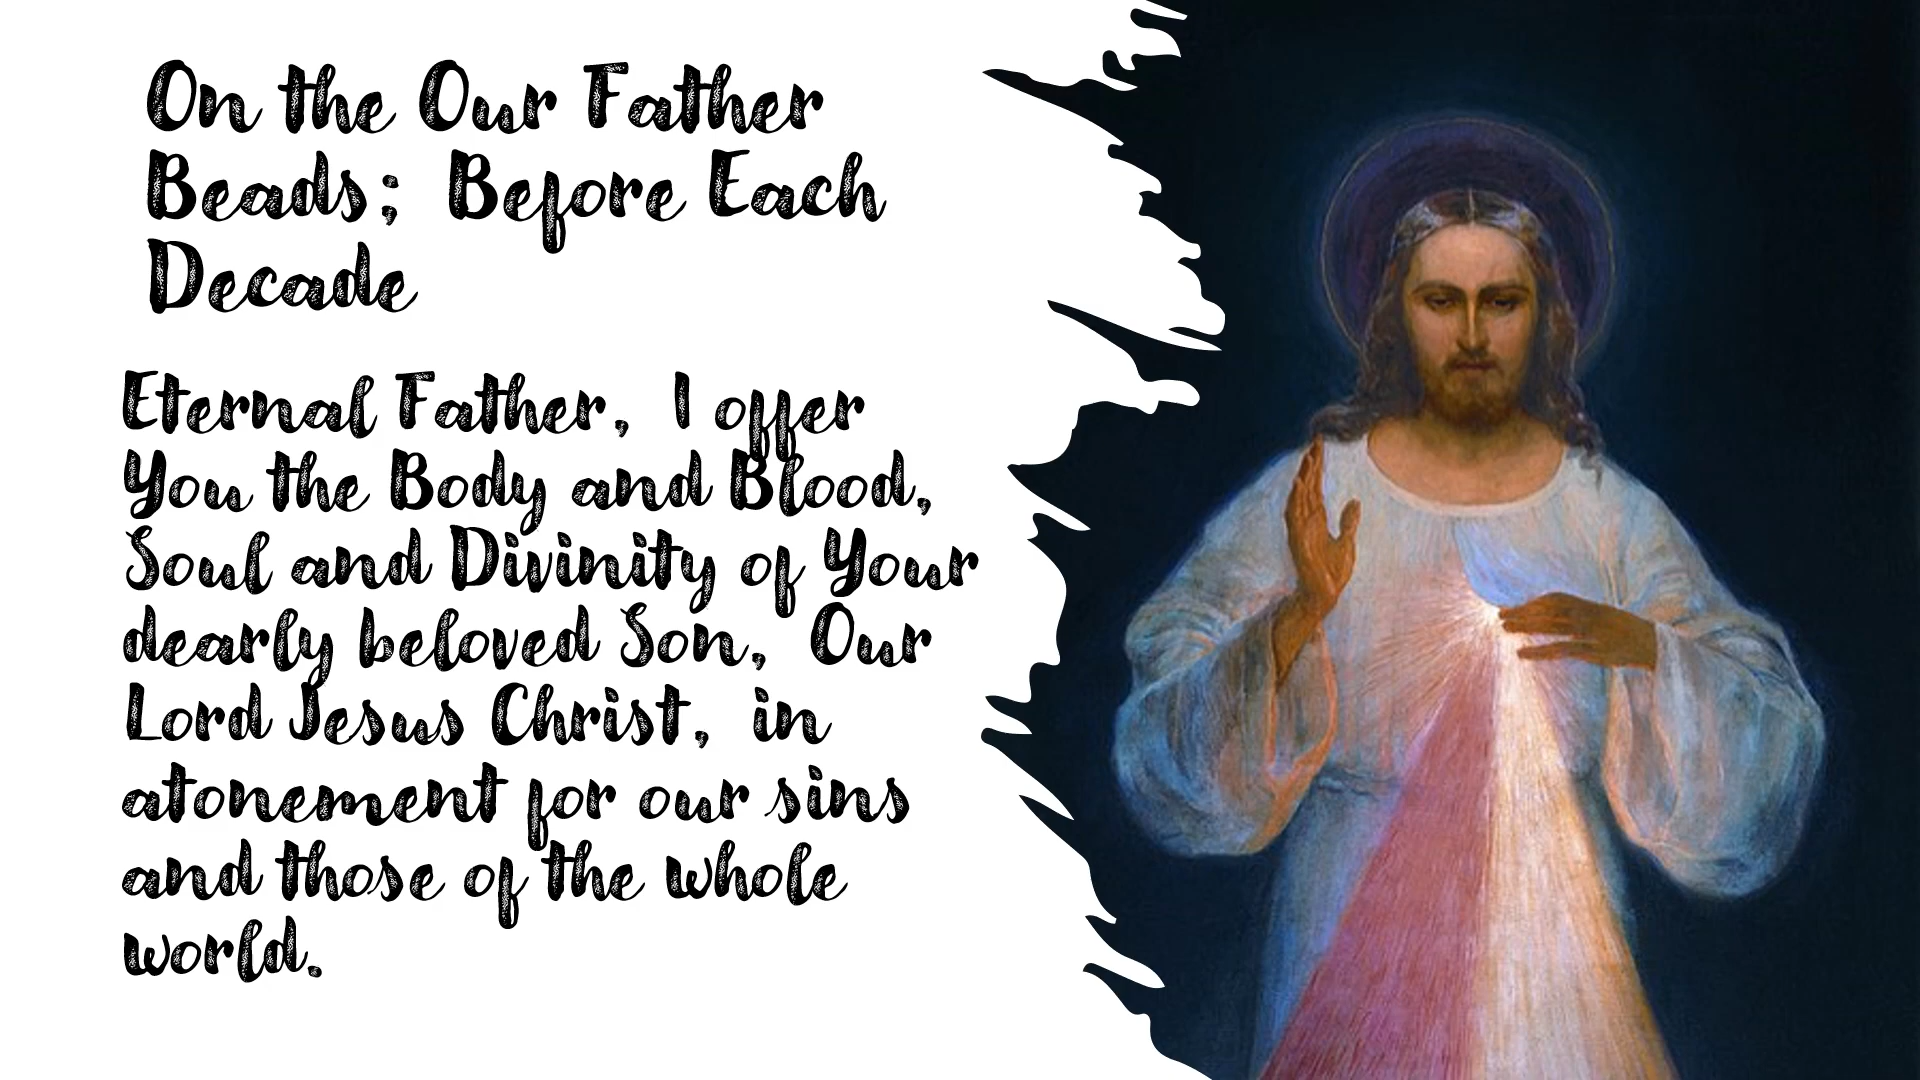 On the Our Father
Beads; Before Each
Decade
Eternal Father, I offer
You the Body and Blood,
Soul and Divinity of Your
dearly beloved Son, Our
Lord Jesus Christ, in
atonement for our sins
and those of the whole
world.